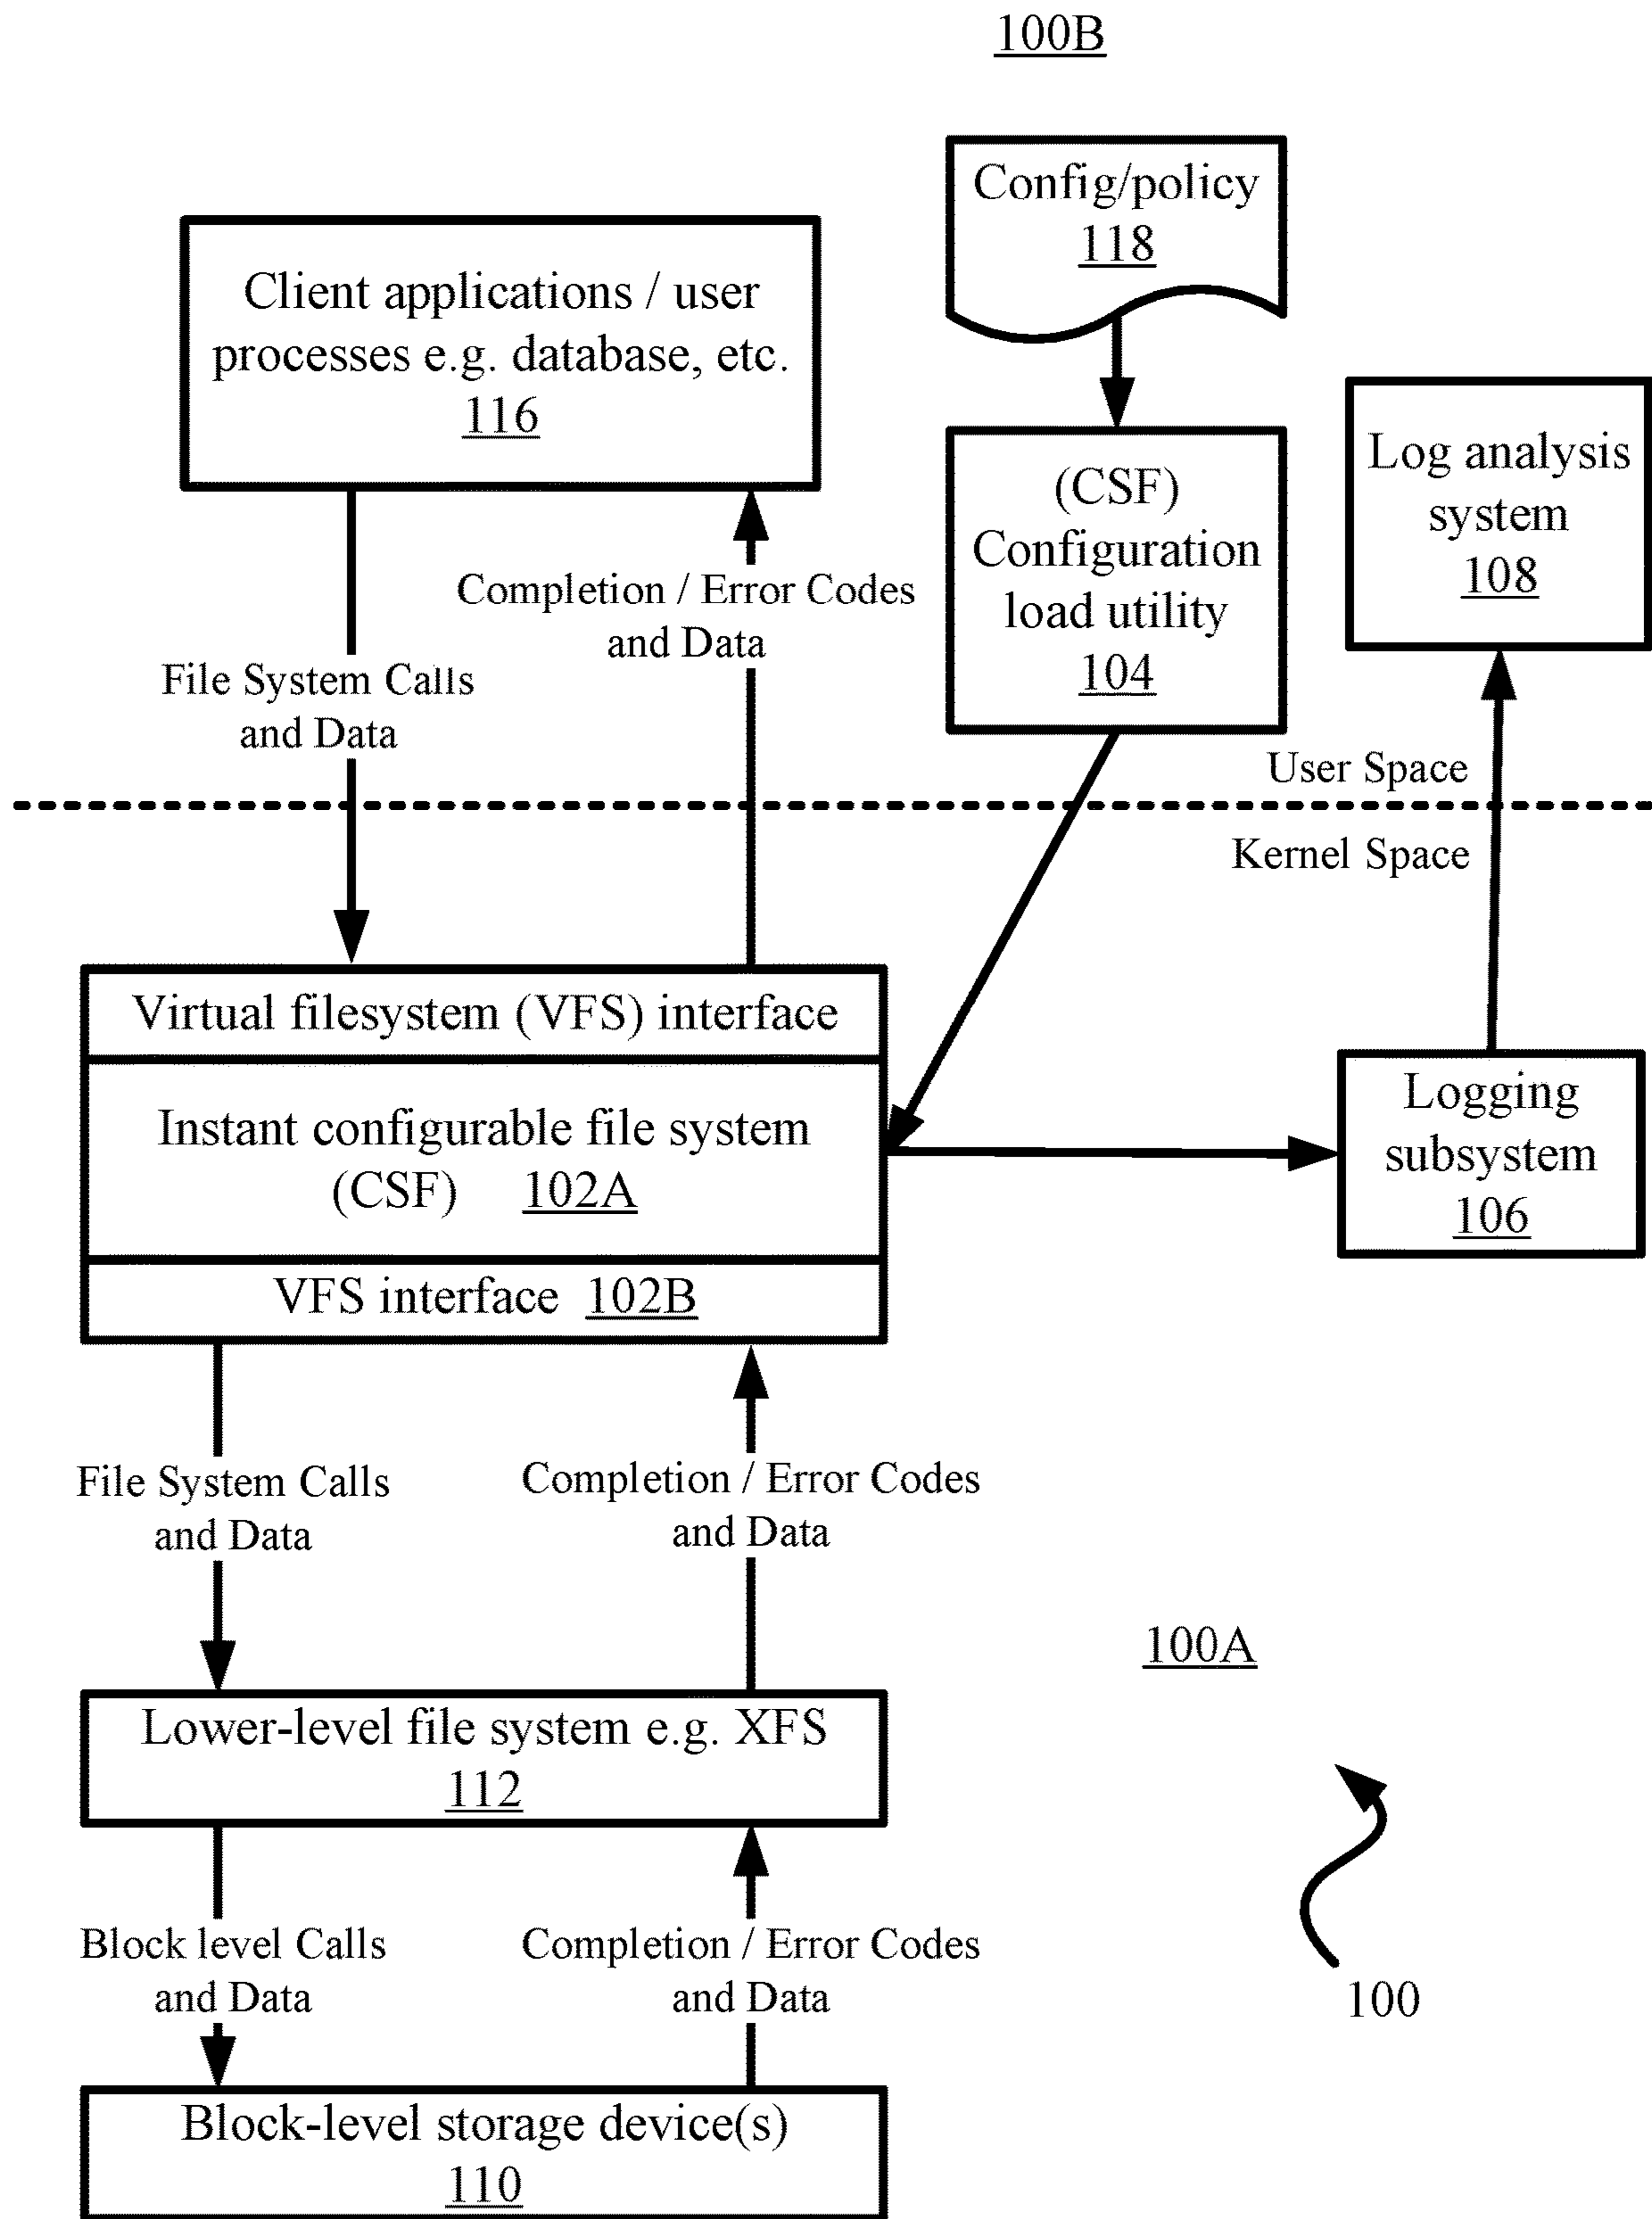 100B
Config/policy
118
Client applications / user
processes e.g. database, etc.
116
(CSF)
Configuration
load utility
104
Log analysis
system
108
Completion / Error Codes
and Data
File System Calls
and Data
User Space
Kernel Space
Virtual filesystem (VFS) interface
Instant configurable file system
(CSF) 102A
VFS interface 102B
Logging
subsystem
106
File System Calls
and Data
Completion / Error Codes
and Data
100A
Lower-level file system e.g. XFS
112
Block level Calls
and Data
Completion / Error Codes
and Data
100
Block-level storage device(s)
110